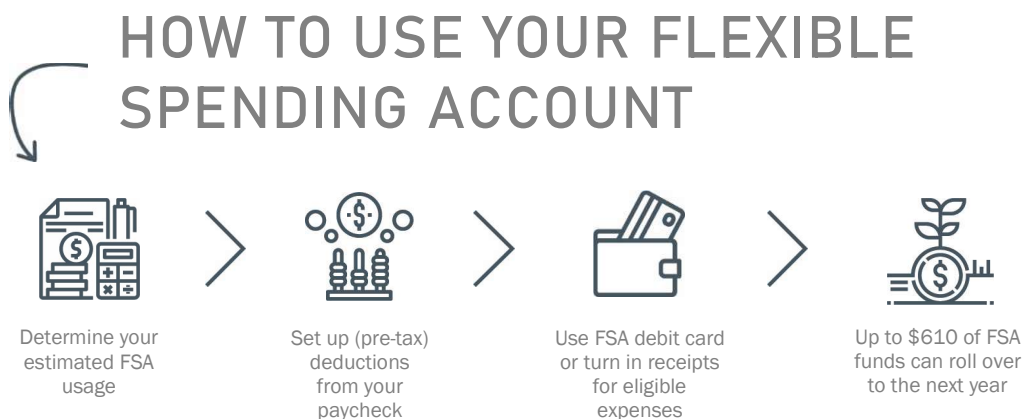 HOW TO USE YOUR FLEXIBLE
SPENDING ACCOUNT
Determine your
estimated FSA
usage
Set up (pre-tax)
deductions
from your
paycheck
Use FSA debit card
or turn in receipts
for eligible
expenses
Up to $610 of FSA
funds can roll over
to the next year